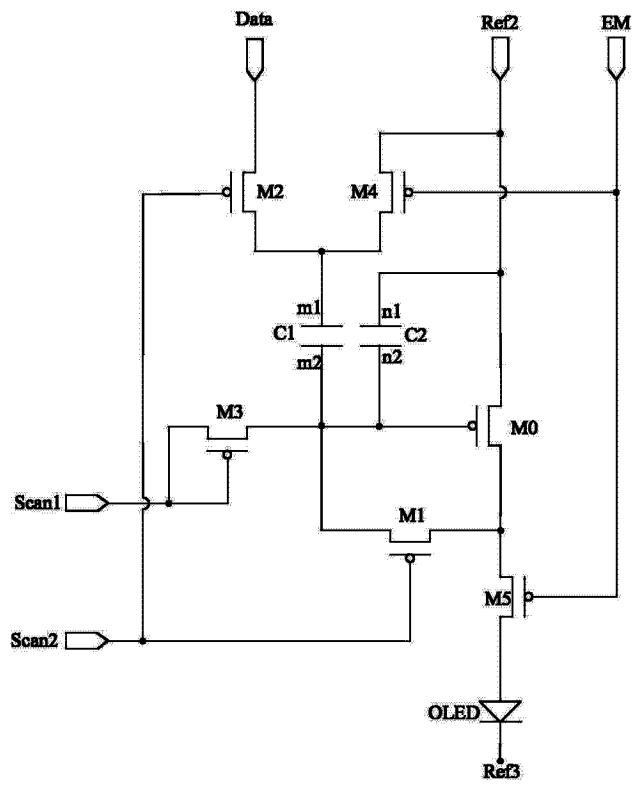 Data
Ref2
EM
M2
M4
m1
n1
C1
C2
m2
n2
M3
M0
Scan1
M1
M5
Scan2
OLED
Ref3